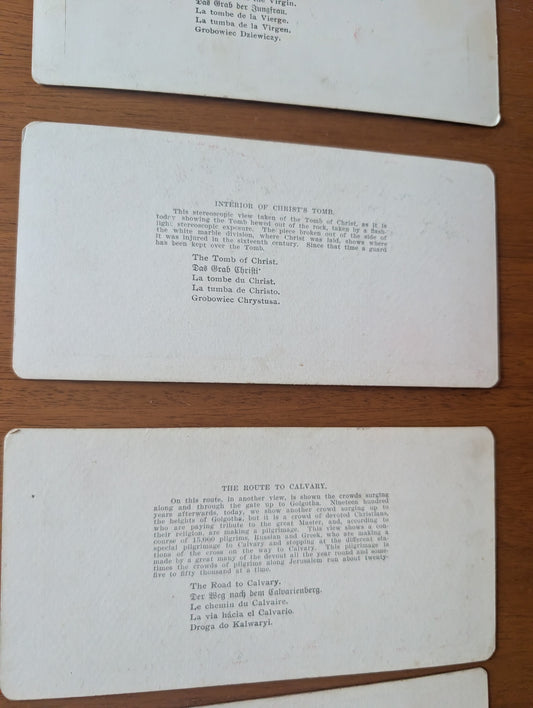 the Virgin.
Das Grab der Jungfrau.
La tombe de la Vierge.
La tumba de la Virgen.
Grobowiec Dziewicy.
INTERIOR OF CHRIST'S TOMB.
This stereoscopic view taken of the Tomb of Christ, as it is
today showing the Tomb hewed out of the rock, taken by a flash-
light stereoscopic exposure. The piece broken out of the side of
the white marble division, where Christ was laid, shows where
it was injured in the sixteenth century. Since that time a guard
has been kept over the Tomb.
The Tomb of Christ.
Das Grab Christi
La tombe du Christ.
La tumba de Christo.
Grobowiec Chrystusa.
THE ROUTE TO CALVARY.
On this route, in another view, is shown the crowds surging
along and through the gate up to Golgotha. Nineteen hundred
years afterwards, today, we show another crowd surging up to
the heights of Golgotha, but it is a crowd of devoted Christians,
who are paying tribute to the great Master, and, according to
their religion, are making a pilgrimage. This view shows a con-
course of 15,000 pilgrims, Russian and Greek, who are making a
special pilgrimage to Calvary and stopping at the different sta-
tions of the cross on the way to Calvary. This pilgrimage is
made by a great many of the devout all the year round and some-
times the crowds of pilgrims along Jerusalem run about twenty-
five to fifty thousand at a time.
The Road to Calvary.
Der Weg nach dem Calvarienberg.
Le chemin du Calvaire.
La via hácia el Calvario.
Droga do Kalwaryi.